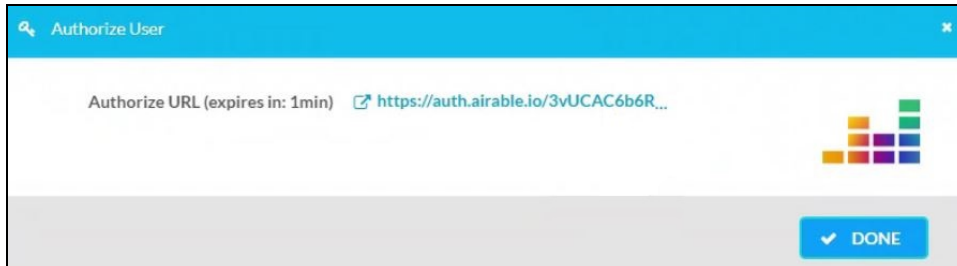 Authorize User
Authorize URL (expires in: 1min) https://auth.airable.io/3vUCAC6b6R...
DONE